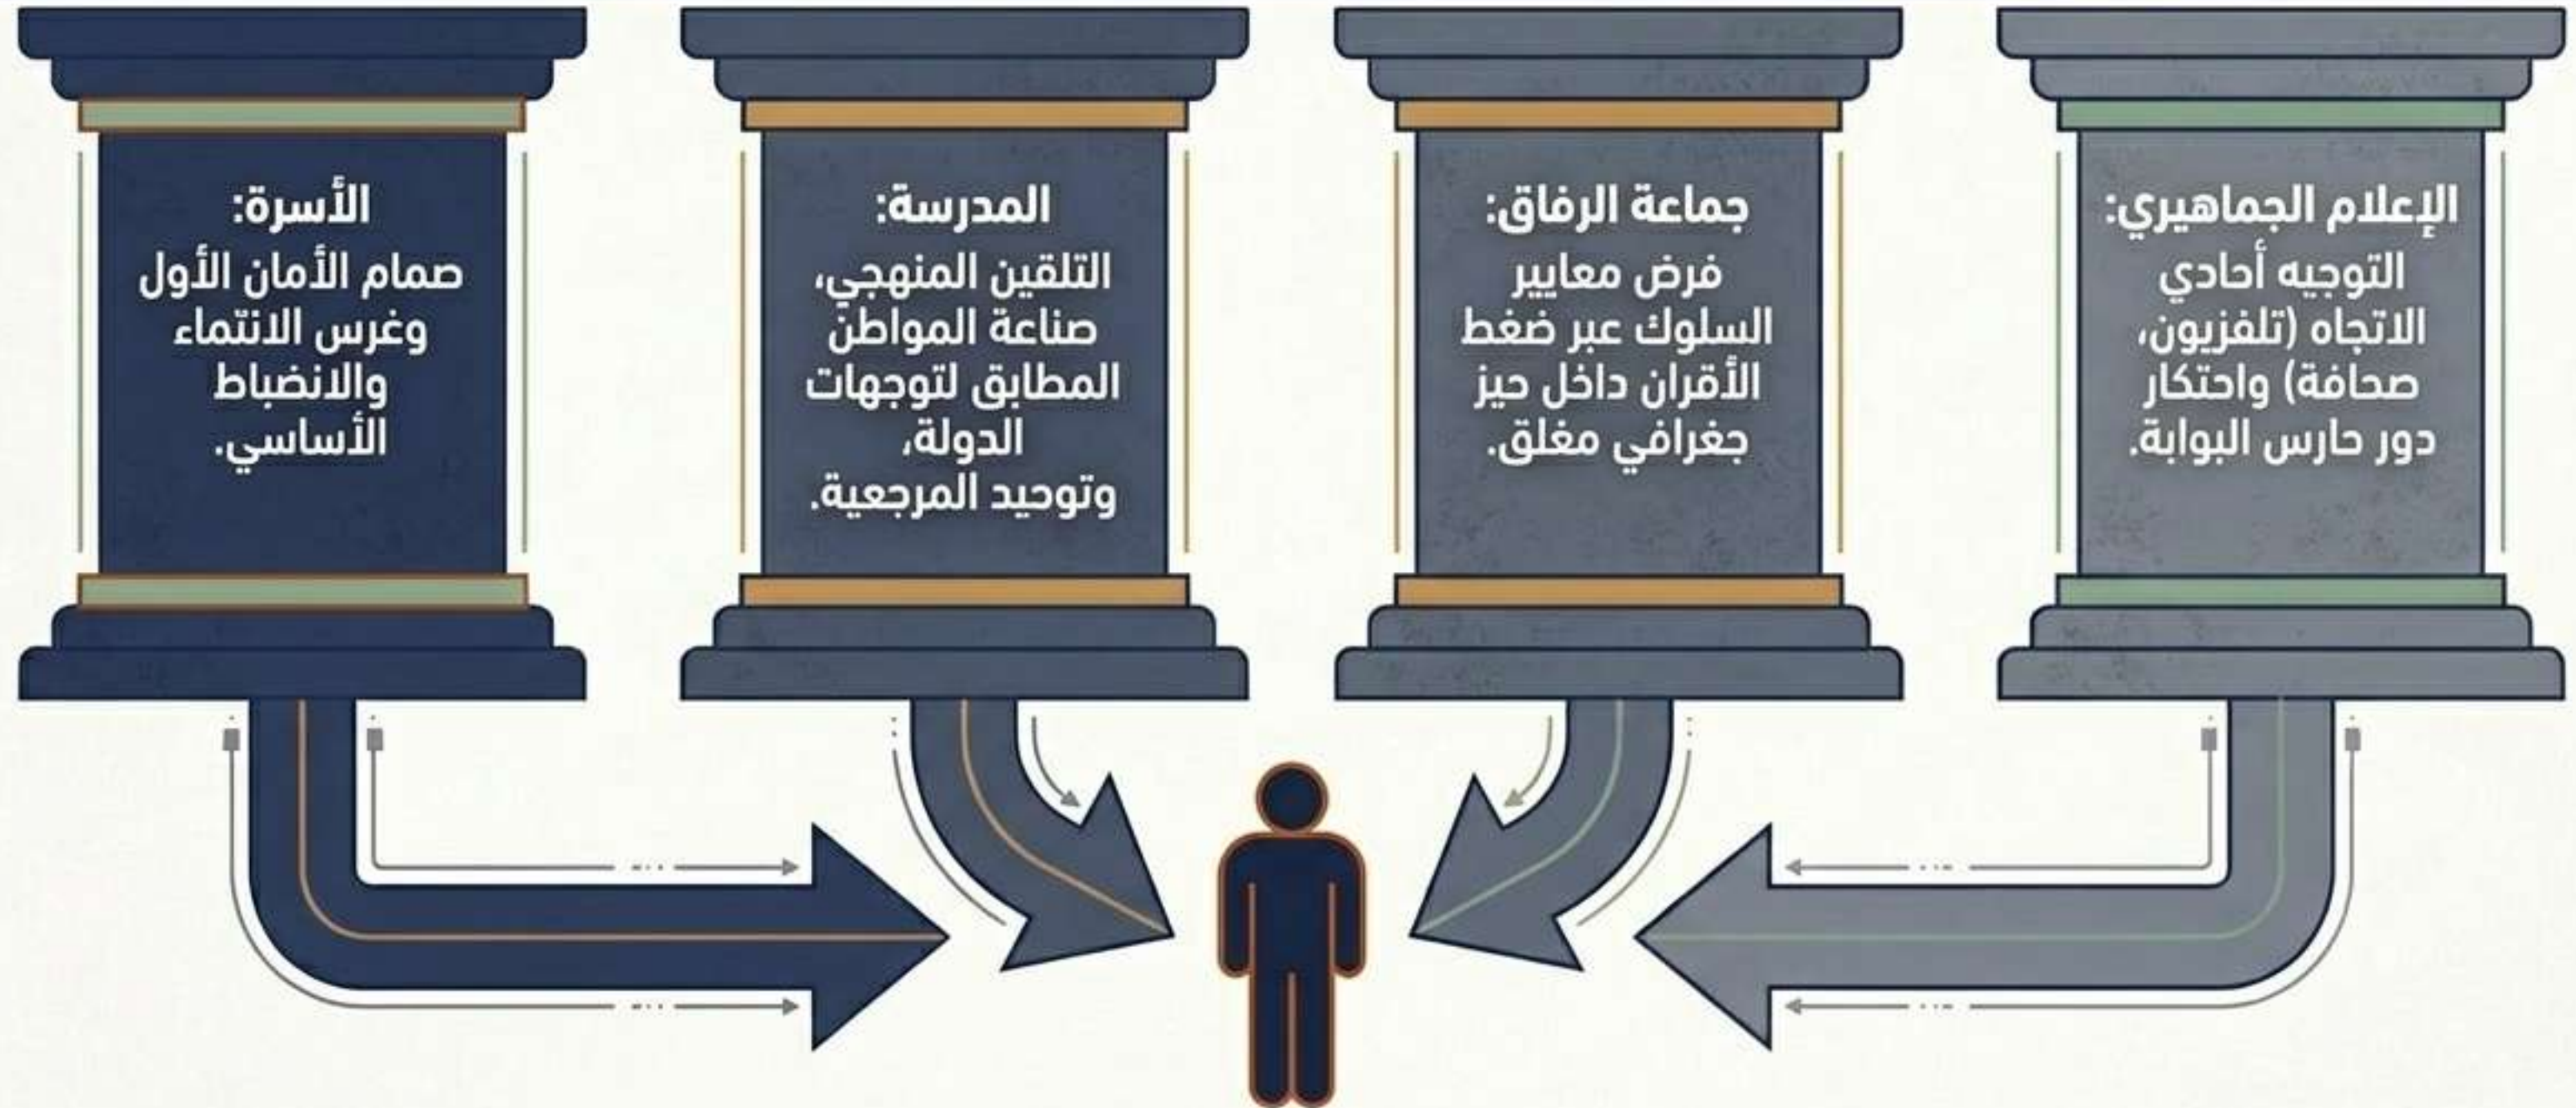 الإعلام الجماهيري:
التوجيه أحادي
الاتجاه (تلفزيون،
صحافة) واحتكار
دور حارس البوابة.
جماعة الرفاق:
فرض معايير
السلوك عبر ضغط
الأقران داخل حيز
جغرافي مغلق.
المدرسة:
التلقين المنهجي،
صناعة المواطن
المطابق لتوجهات
الدولة،
وتوحيد المرجعية.
الأسرة:
صمام الأمان الأول
وغرس الانتماء
والانضباط
الأساسي.